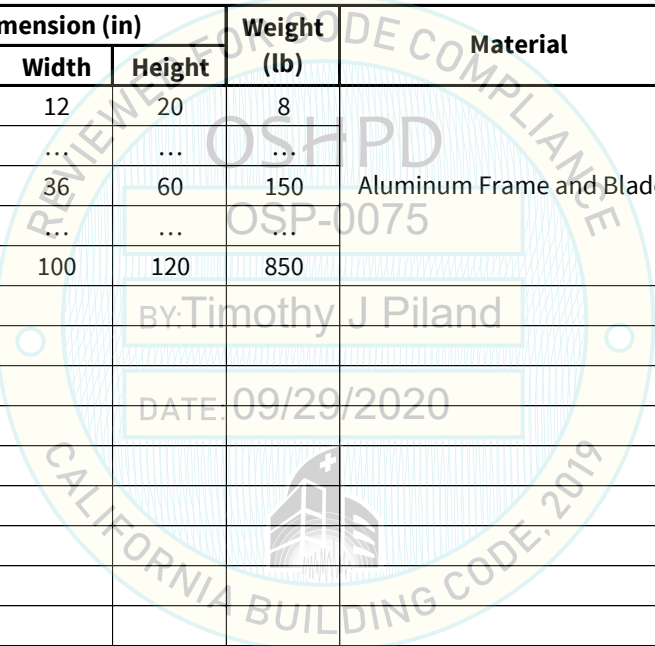 mension (in) Weight (lb) Material
Width Height
12 20 8
... ... ...
36 60 150 Aluminum Frame and Blad
... ... ...
100 120 850
REVIEWED FOR CODE COMPLIANCE
OSHPD
OSP-0075
BY: Timothy J Piland
DATE: 09/29/2020
CALIFORNIA BUILDING CODE, 2019